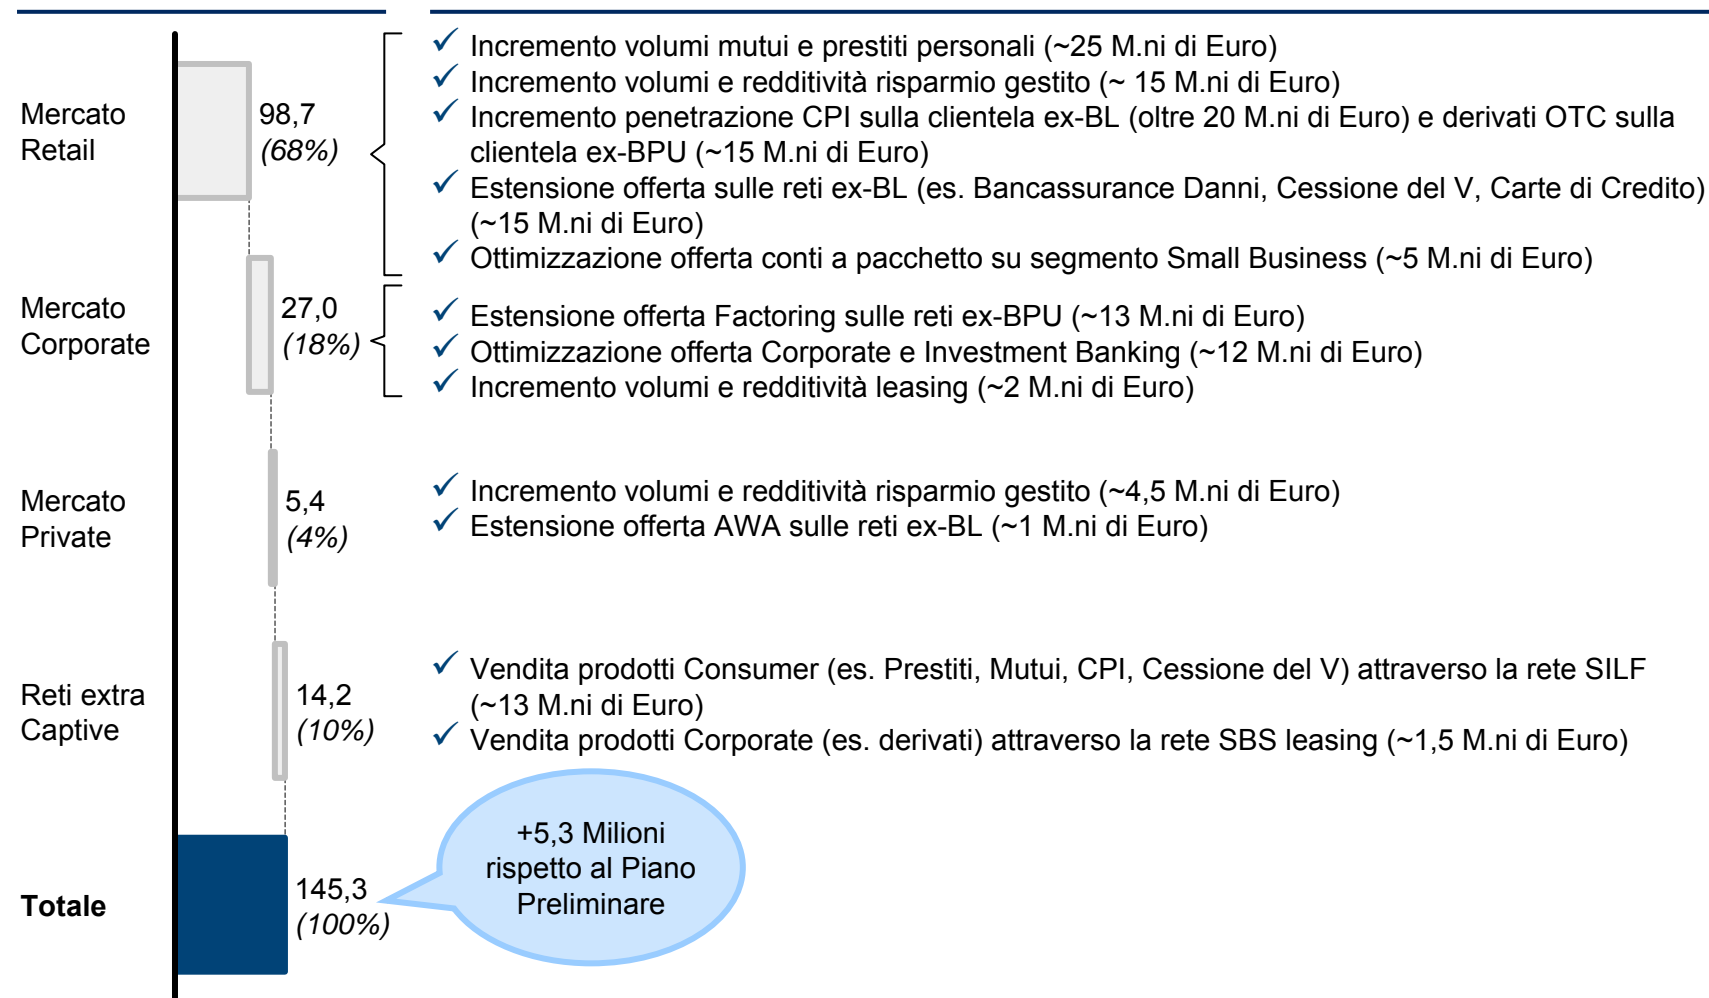 Mercato
Retail
98,7
(68%)
Incremento volumi mutui e prestiti personali (~25 M.ni di Euro)
Incremento volumi e redditività risparmio gestito (~ 15 M.ni di Euro)
Incremento penetrazione CPI sulla clientela ex-BL (oltre 20 M.ni di Euro) e derivati OTC sulla
clientela ex-BPU (~15 M.ni di Euro)
Estensione offerta sulle reti ex-BL (es. Bancassurance Danni, Cessione del V, Carte di Credito)
(~15 M.ni di Euro)
Ottimizzazione offerta conti a pacchetto su segmento Small Business (~5 M.ni di Euro)
Mercato
Corporate
27,0
(18%)
Estensione offerta Factoring sulle reti ex-BPU (~13 M.ni di Euro)
Ottimizzazione offerta Corporate e Investment Banking (~12 M.ni di Euro)
Incremento volumi e redditività leasing (~2 M.ni di Euro)
Mercato
Private
5,4
(4%)
Incremento volumi e redditività risparmio gestito (~4,5 M.ni di Euro)
Estensione offerta AWA sulle reti ex-BL (~1 M.ni di Euro)
Reti extra
Captive
14,2
(10%)
Vendita prodotti Consumer (es. Prestiti, Mutui, CPI, Cessione del V) attraverso la rete SILF
(~13 M.ni di Euro)
Vendita prodotti Corporate (es. derivati) attraverso la rete SBS leasing (~1,5 M.ni di Euro)
Totale
145,3
(100%)
+5,3 Milioni
rispetto al Piano
Preliminare